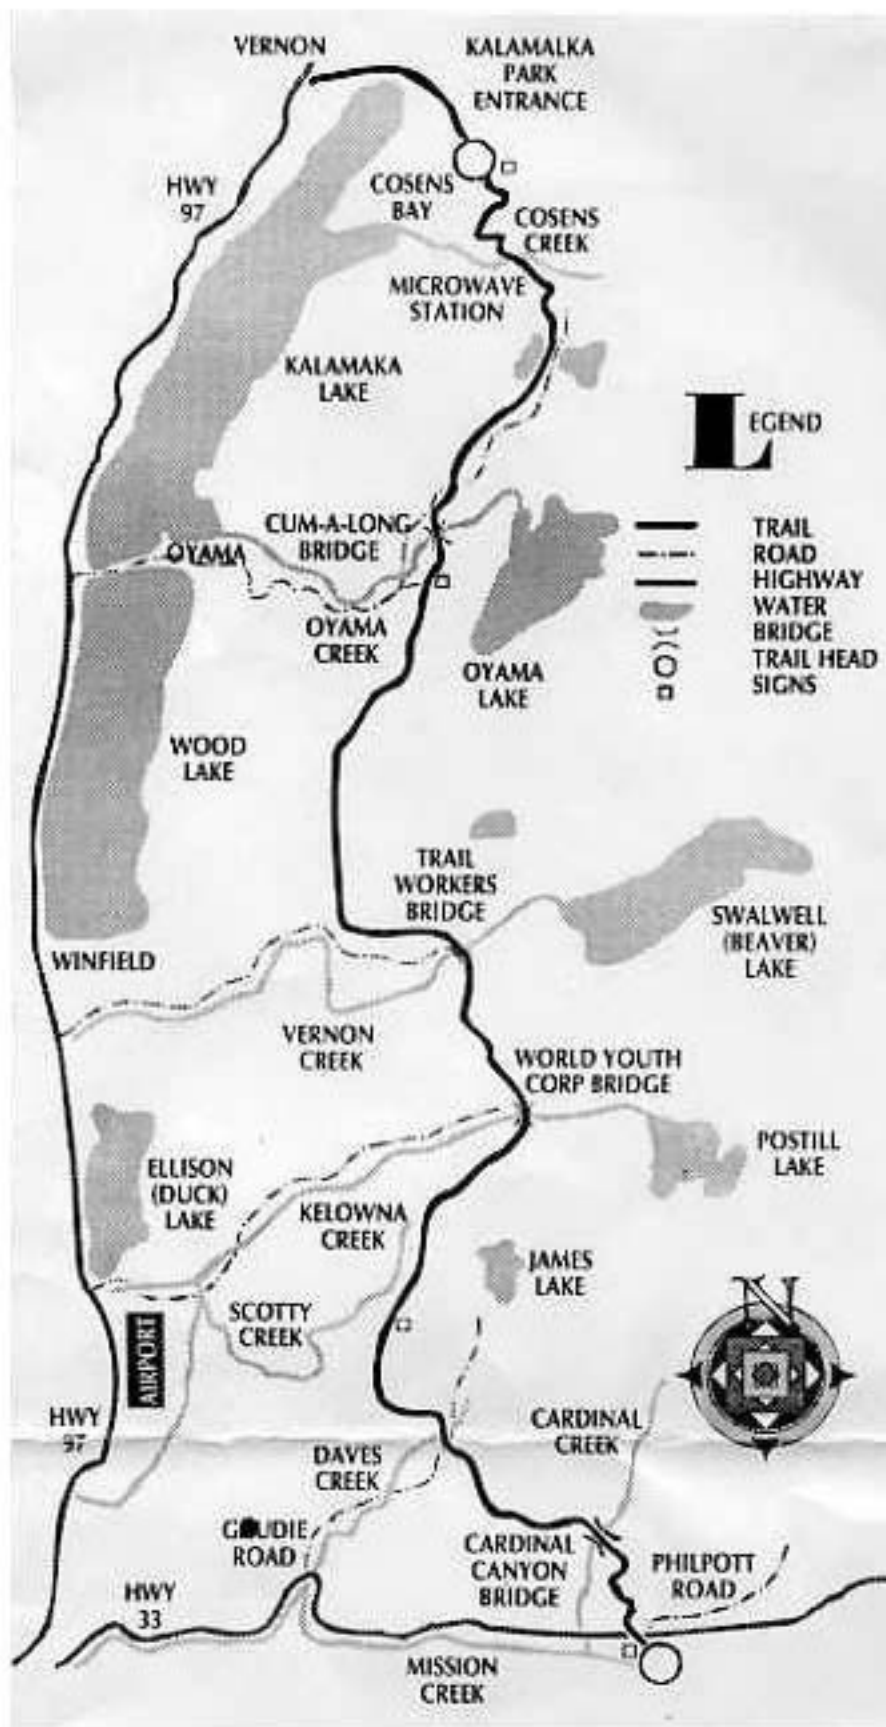 VERNON
KALAMALKA
PARK
ENTRANCE
HWY
97
COSENS
BAY
COSENS
CREEK
MICROWAVE
STATION
KALAMAKA
LAKE
LEGEND
CUM-A-LONG
BRIDGE
OYAMA
TRAIL
ROAD
HIGHWAY
WATER
BRIDGE
TRAIL HEAD
SIGNS
OYAMA
CREEK
OYAMA
LAKE
WOOD
LAKE
TRAIL
WORKERS
BRIDGE
SWALWELL
(BEAVER)
LAKE
WINFIELD
VERNON
CREEK
WORLD YOUTH
CORP BRIDGE
POSTILL
LAKE
ELLISON
(DUCK)
LAKE
KELOWNA
CREEK
JAMES
LAKE
SCOTTY
CREEK
N
AIRPORT
HWY
97
CARDINAL
CREEK
DAVES
CREEK
GOUDIE
ROAD
CARDINAL
CANYON
BRIDGE
PHILPOTT
ROAD
HWY
33
MISSION
CREEK